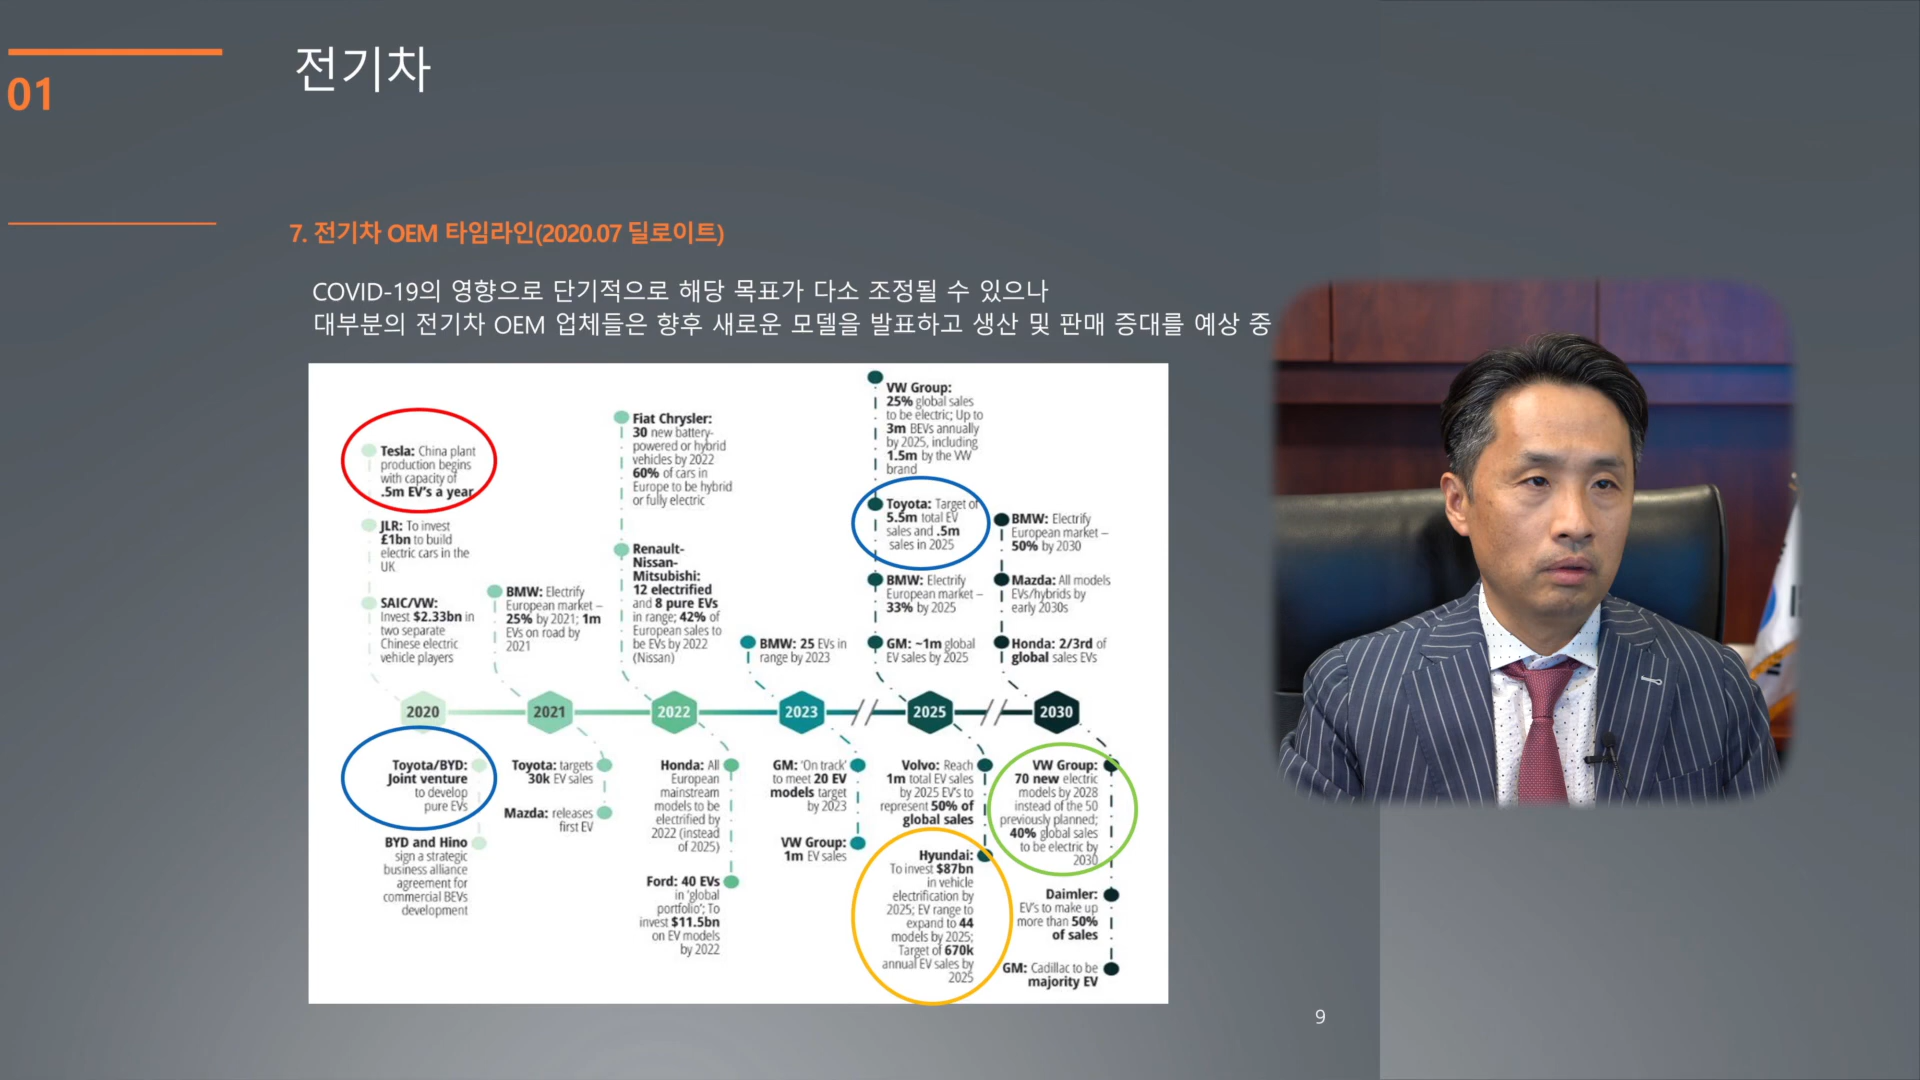 01
전기차
7. 전기차 OEM 타임라인(2020.07 딜로이트)
COVID-19의 영향으로 단기적으로 해당 목표가 다소 조정될 수 있으나
대부분의 전기차 OEM 업체들은 향후 새로운 모델을 발표하고 생산 및 판매 증대를 예상 중
Tesla: China plant
production begins
with capacity of
.5m EV's a year
JLR: To invest
£1bn to build
electric cars in the
UK
SAIC/VW:
Invest $2.33bn in
two separate
Chinese electric
vehicle players
BMW: Electrify
European market –
25% by 2021; 1m
EVs on road by
2021
Fiat Chrysler:
30 new battery-
powered or hybrid
vehicles by 2022
60% of cars in
Europe to be hybrid
or fully electric
Renault-
Nissan-
Mitsubishi:
12 electrified
and 8 pure EVs
in range; 42% of
European sales to
be EVs by 2022
(Nissan)
BMW: 25 EVs in
range by 2023
VW Group:
25% global sales
to be electric; Up to
3m BEVs annually
by 2025, including
1.5m by the VW
brand
Toyota: Target of
5.5m total EV
sales and .5m
sales in 2025
BMW: Electrify
European market –
33% by 2025
GM: ~1m global
EV sales by 2025
BMW: Electrify
European market –
50% by 2030
Mazda: All models
EVs/hybrids by
early 2030s
Honda: 2/3rd of
global sales EVs
2020
2021
2022
2023
2025
2030
Toyota/BYD:
Joint venture
to develop
pure EVs
BYD and Hino
sign a strategic
business alliance
agreement for
commercial BEVs
development
Toyota: targets
30k EV sales
Mazda: releases
first EV
Honda: All
European
mainstream
models to be
electrified by
2022 (instead
of 2025)
Ford: 40 EVs
in 'global
portfolio'; To
invest $11.5bn
on EV models
by 2022
GM: 'On track'
to meet 20 EV
models target
by 2023
VW Group:
1m EV sales
Volvo: Reach
1m total EV sales
by 2025 EV's to
represent 50% of
global sales
Hyundai:
To invest $87bn
in vehicle
electrification by
2025; EV range to
expand to 44
models by 2025;
Target of 670k
annual EV sales by
2025
VW Group:
70 new electric
models by 2028
instead of the 50
previously planned;
40% global sales
to be electric by
2030
Daimler:
EV's to make up
more than 50%
of sales
GM: Cadillac to be
majority EV
9